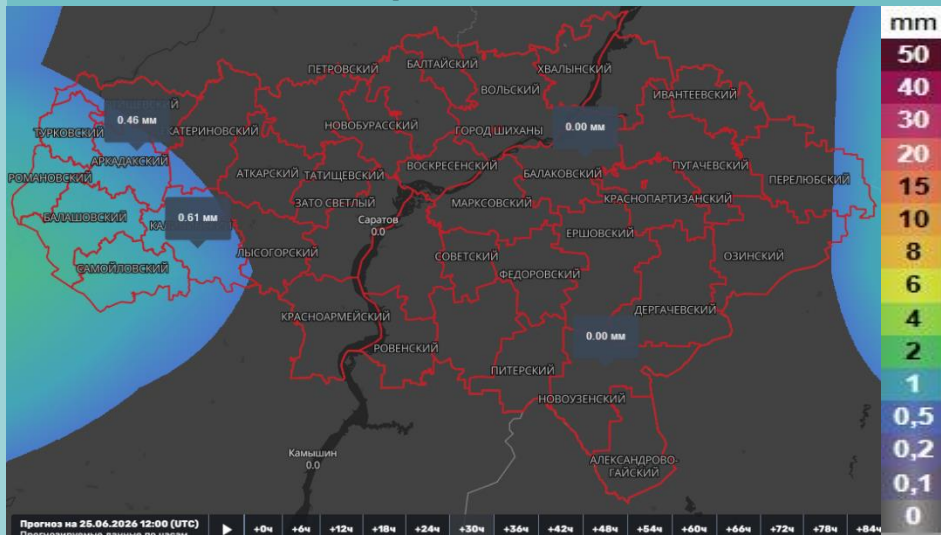 mm
50
40
30
20
15
10
8
6
4
2
1
0,5
0,2
0,1
0
БАЛТАЙСКИЙ
ПЕТРОВСКИЙ
ХВАЛЫНСКИЙ
ВОЛЬСКИЙ
ИВАНТЕЕВСКИЙ
0.46 мм
0.00 мм
ТУРКОВСКИЙ
НОВОБУРАССКИЙ
ГОРОД ШИХАНЫ
АРКАДАКСКИЙ
ВОСКРЕСЕНСКИЙ
ПУГАЧЕВСКИЙ
РОМАНОВСКИЙ
АТКАРСКИЙ
ТАТИЩЕВСКИЙ
БАЛАКОВСКИЙ
ПЕРЕЛЮБСКИЙ
КРАСНОПАРТИЗАНСКИЙ
ЗАТО СВЕТЛЫЙ
МАРКСОВСКИЙ
БАЛАШОВСКИЙ
0.61 мм
Саратов
0.0
ЕРШОВСКИЙ
ЛЫСОГОРСКИЙ
СОВЕТСКИЙ
ОЗИНСКИЙ
САМОЙЛОВСКИЙ
ФЕДОРОВСКИЙ
ДЕРГАЧЕВСКИЙ
КРАСНОАРМЕЙСКИЙ
0.00 мм
РОВЕНСКИЙ
ПИТЕРСКИЙ
НОВОУЗЕНСКИЙ
Камышин
0.0
АЛЕКСАНДРОВО-
ГАЙСКИЙ
Прогноз на 25.06.2026 12:00 (UTC)
Прогнозируемые данные по часам
+0ч +6ч +12ч +18ч +24ч +30ч +36ч +42ч +48ч +54ч +60ч +66ч +72ч +78ч +84ч